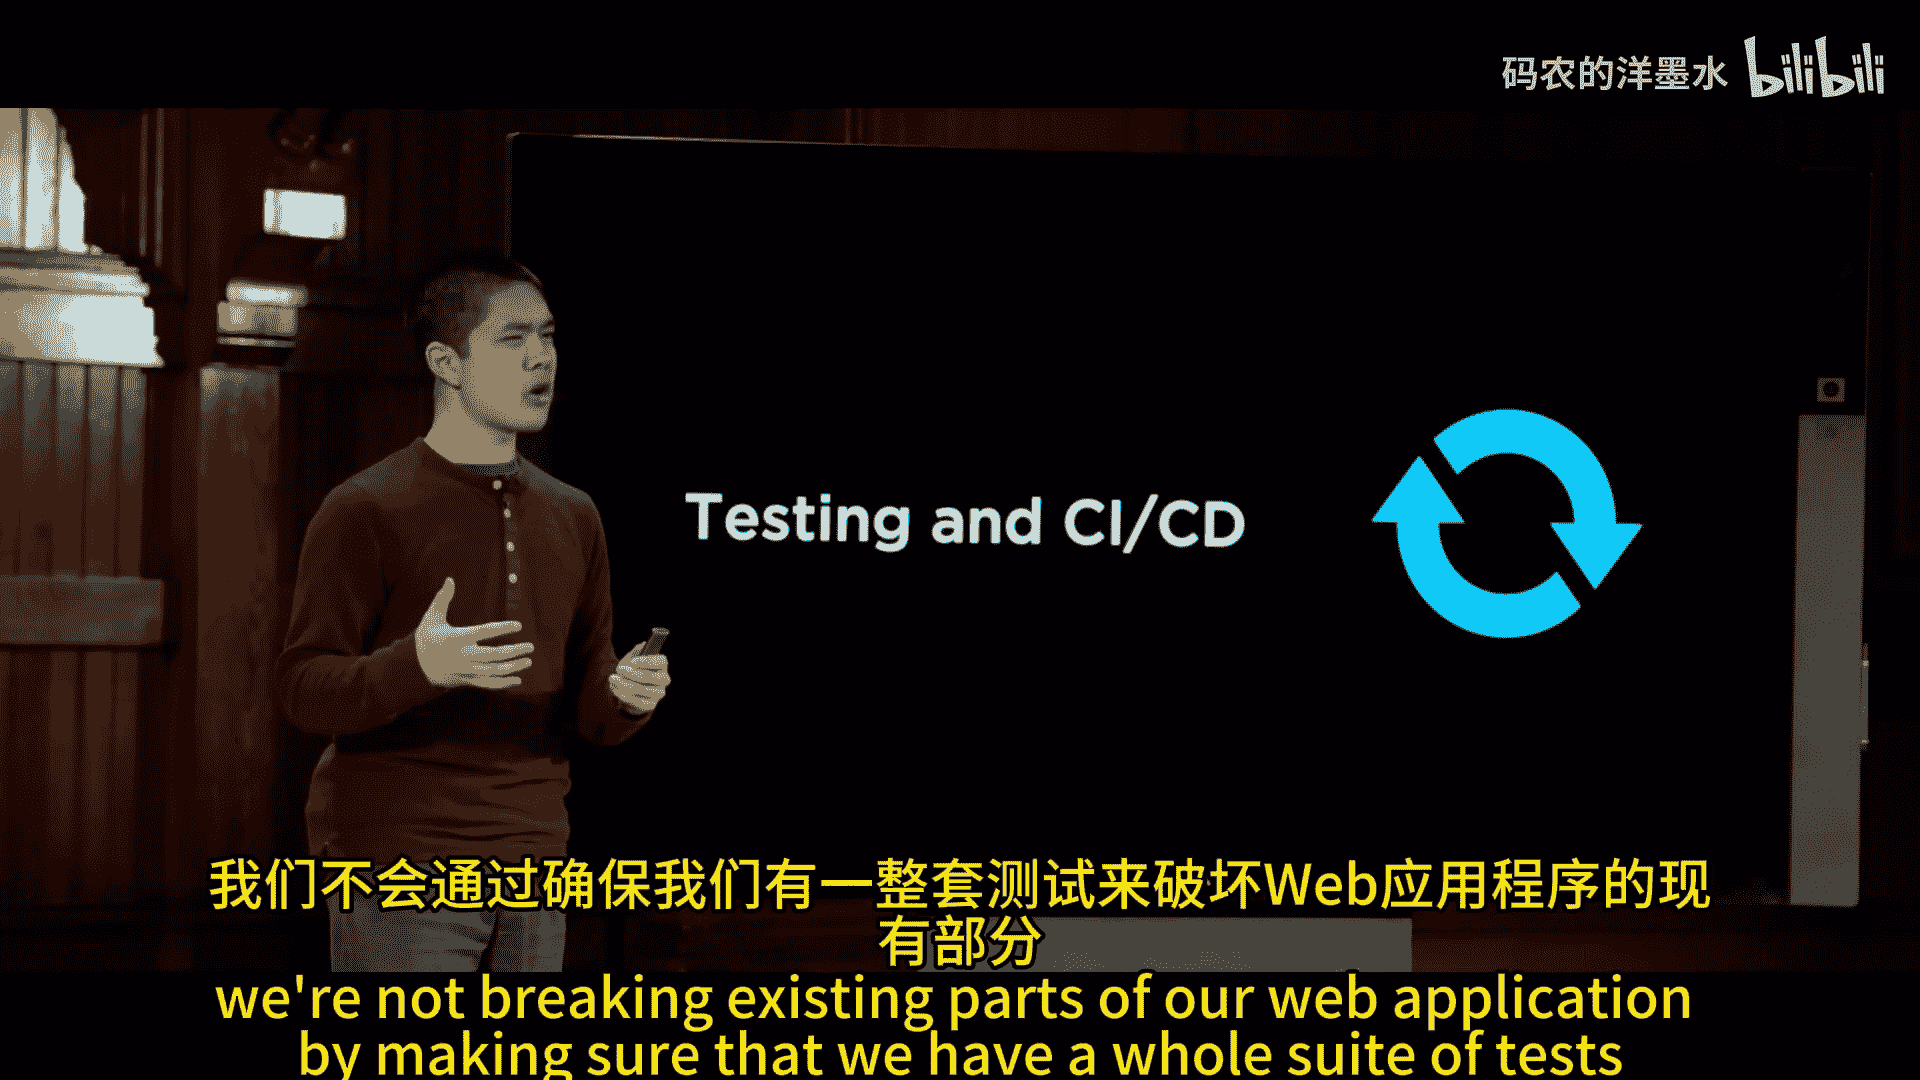 码农的洋墨水 bilibili
Testing and CI/CD
我们不会通过确保我们有一整套测试来破坏Web应用程序的现
有部分
we're not breaking existing parts of our web application
by making sure that we have a whole suite of tests